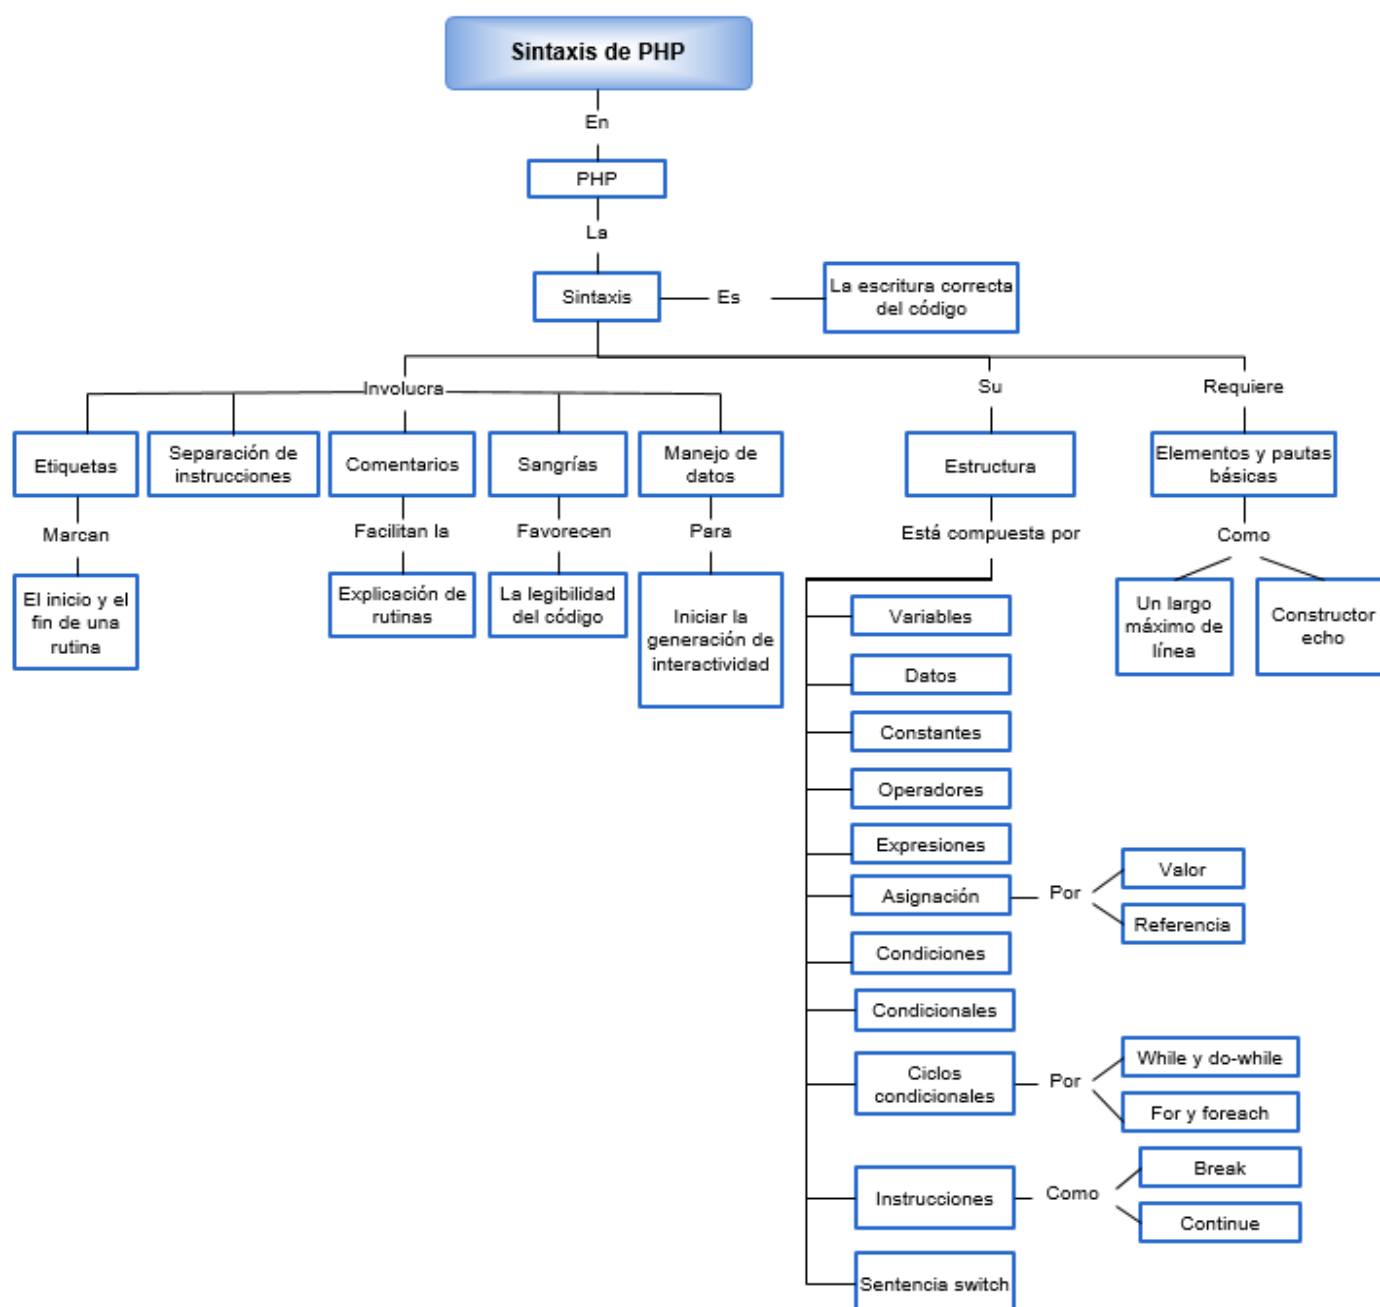 Sintaxis de PHP
En
PHP
La
Sintaxis
Es
La escritura correcta
del código
Involucra
Su
Requiere
Etiquetas
Separación de
instrucciones
Comentarios
Sangrías
Manejo de
datos
Estructura
Elementos y pautas
básicas
Marcan
Facilitan la
Favorecen
Para
Está compuesta por
Como
El inicio y el
fin de una
rutina
Explicación de
rutinas
La legibilidad
del código
Iniciar la
generación de
interactividad
Un largo
máximo de
línea
Constructor
echo
Variables
Datos
Constantes
Operadores
Expresiones
Asignación
Por
Valor
Referencia
Condiciones
Condicionales
Ciclos
condicionales
Por
While y do-while
For y foreach
Instrucciones
Como
Break
Continue
Sentencia switch